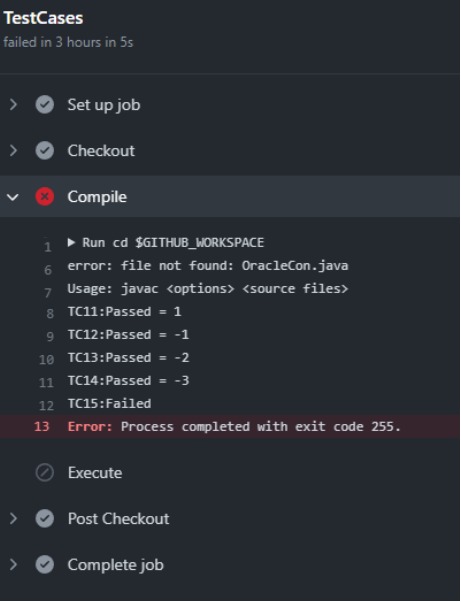 TestCases
failed in 3 hours in 5s
Set up job
Checkout
Compile
1 Run cd $GITHUB_WORKSPACE
6 error: file not found: OracleCon.java
7 Usage: javac <options> <source files>
8 TC11:Passed = 1
9 TC12:Passed = -1
10 TC13:Passed = -2
11 TC14:Passed = -3
12 TC15:Failed
13 Error: Process completed with exit code 255.
Execute
Post Checkout
Complete job